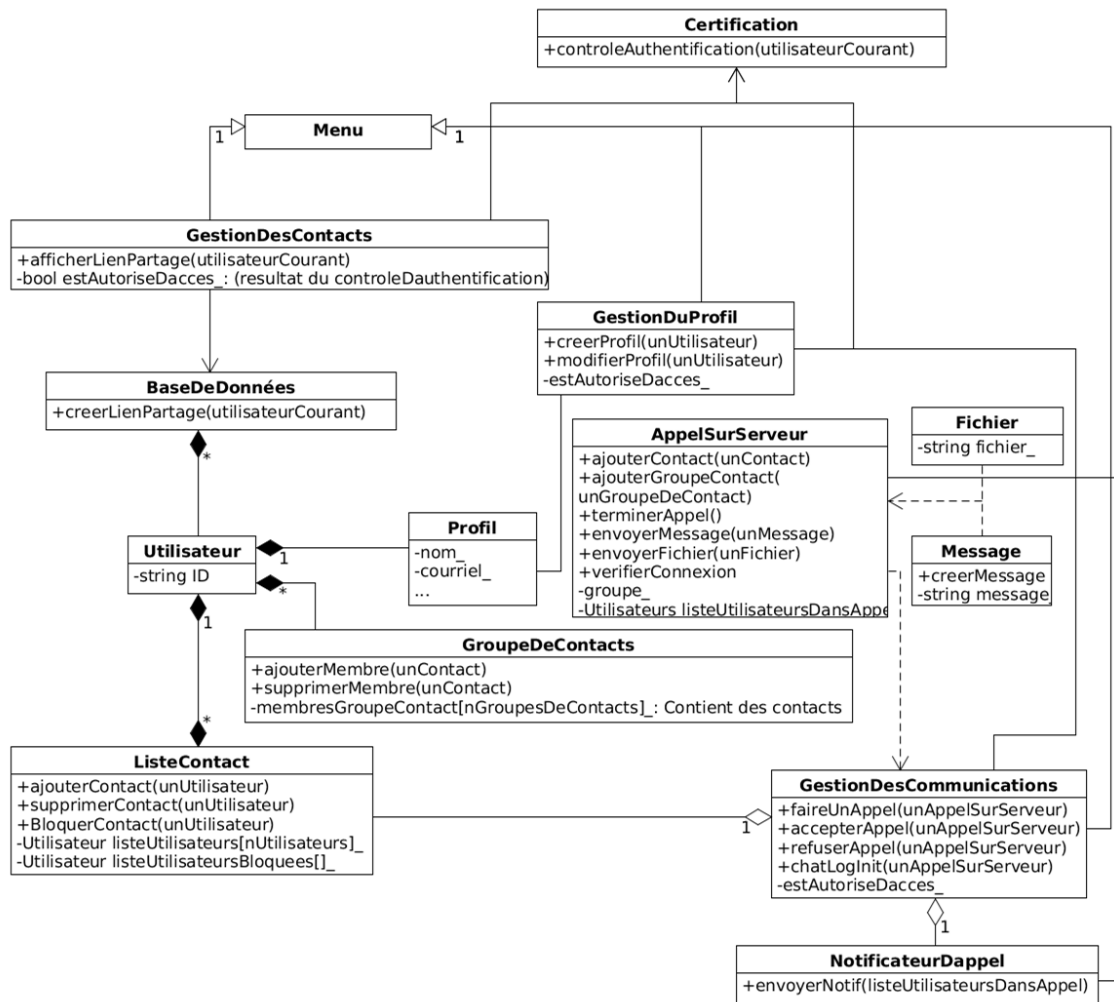 Certification
+controleAuthentification(utilisateurCourant)
Menu
1
1
GestionDesContacts
+afficherLienPartage(utilisateurCourant)
-bool estAutoriseDacces_: (resultat du controleDauthentification)
GestionDuProfil
+creerProfil(unUtilisateur)
+modifierProfil(unUtilisateur)
-estAutoriseDacces_
BaseDeDonnées
+creerLienPartage(utilisateurCourant)
*
AppelSurServeur
+ajouterContact(unContact)
+ajouterGroupeContact(
unGroupeDeContact)
+terminerAppel()
+envoyerMessage(unMessage)
+envoyerFichier(unFichier)
+verifierConnexion
-groupe_
-Utilisateurs listeUtilisateursDansAppe
Fichier
-string fichier_
Message
+creerMessage
-string message_
Utilisateur
-string ID
1
*
1
Profil
-nom_
-courriel_
...
GroupeDeContacts
+ajouterMembre(unContact)
+supprimerMembre(unContact)
-membresGroupeContact[nGroupesDeContacts]_: Contient des contacts
*
ListeContact
+ajouterContact(unUtilisateur)
+supprimerContact(unUtilisateur)
+BloquerContact(unUtilisateur)
-Utilisateur listeUtilisateurs[nUtilisateurs]_
-Utilisateur listeUtilisateursBloquees[]_
1
GestionDesCommunications
+faireUnAppel(unAppelSurServeur)
+accepterAppel(unAppelSurServeur)
+refuserAppel(unAppelSurServeur)
+chatLogInit(unAppelSurServeur)
-estAutoriseDacces_
1
NotificateurDappel
+envoyerNotif(listeUtilisateursDansAppel)